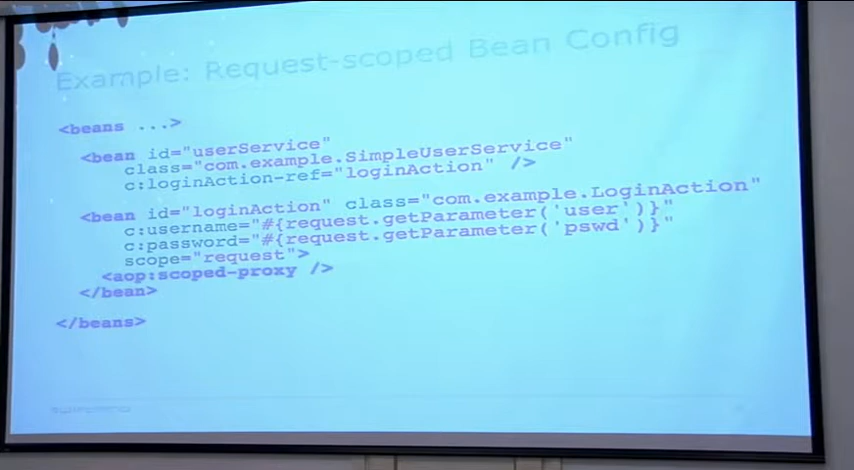 Example: Request-scoped Bean Config
<beans ...>
<bean id="userService"
class="com.example.SimpleUserService"
c:loginAction-ref="loginAction" />
<bean id="loginAction" class="com.example.LoginAction"
c:username="#{request.getParameter('user')}"
c:password="#{request.getParameter('pswd')}"
scope="request">
<aop:scoped-proxy />
</bean>
</beans>